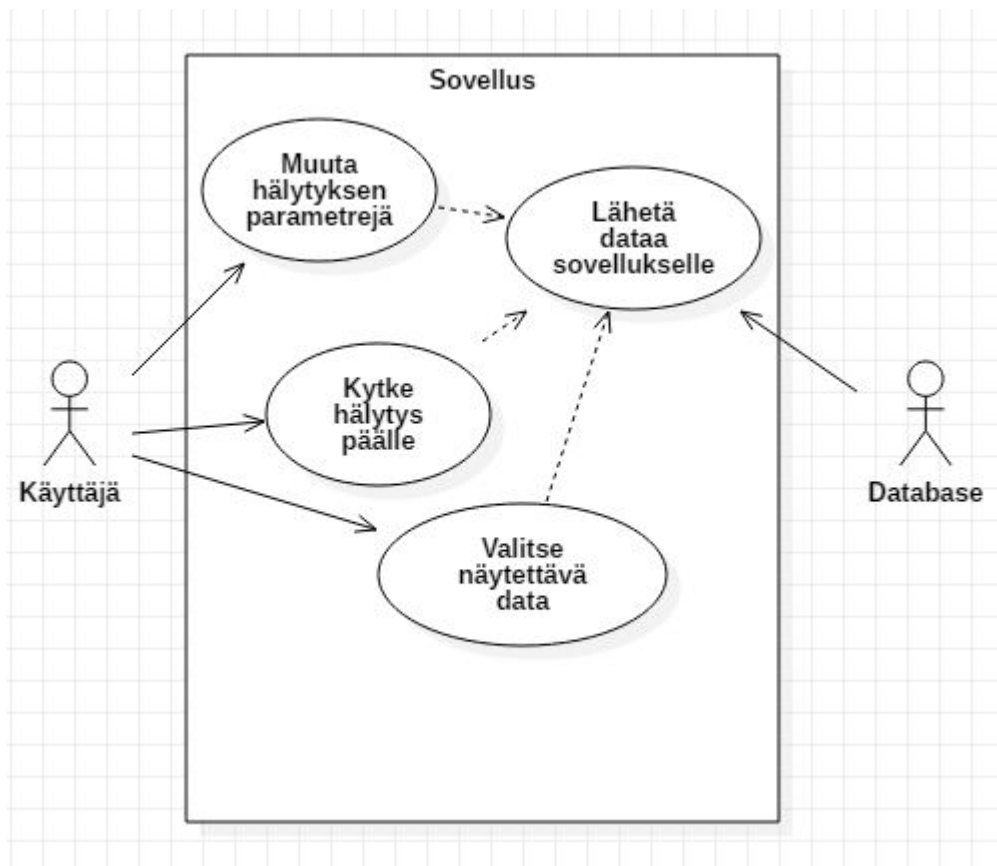 Sovellus
Muuta
hälytyksen
parametrejä
Lähetä
dataa
sovellukselle
Kytke
hälytys
päälle
Käyttäjä
Database
Valitse
näytettävä
data